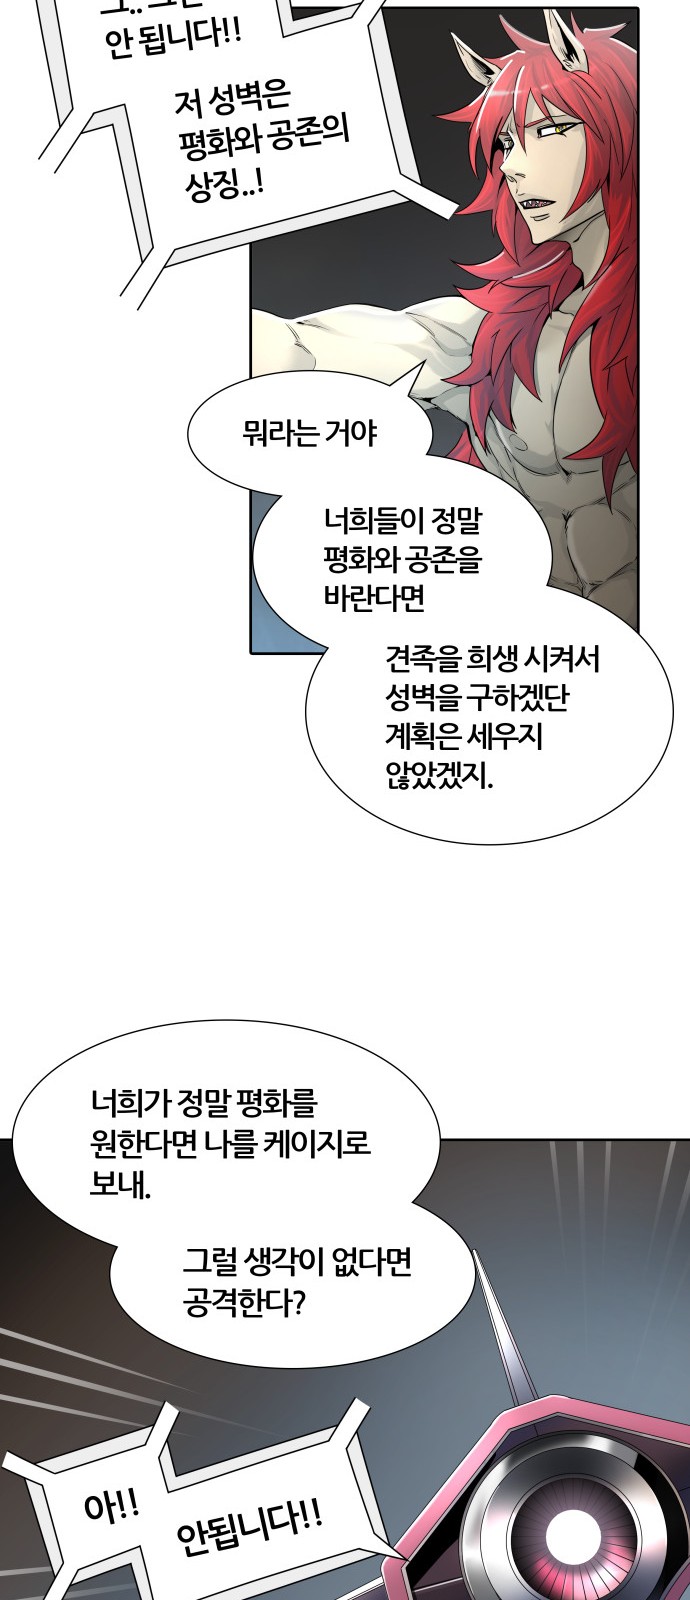 안 됩니다!!
저 성벽은
평화와 공존의
상징..!
뭐라는 거야
너희들이 정말
평화와 공존을
바란다면
견족을 희생 시켜서
성벽을 구하겠단
계획은 세우지
않았겠지.
너희가 정말 평화를
원한다면 나를 케이지로
보내.
그럴 생각이 없다면
공격한다?
아!!
안됩니다!!